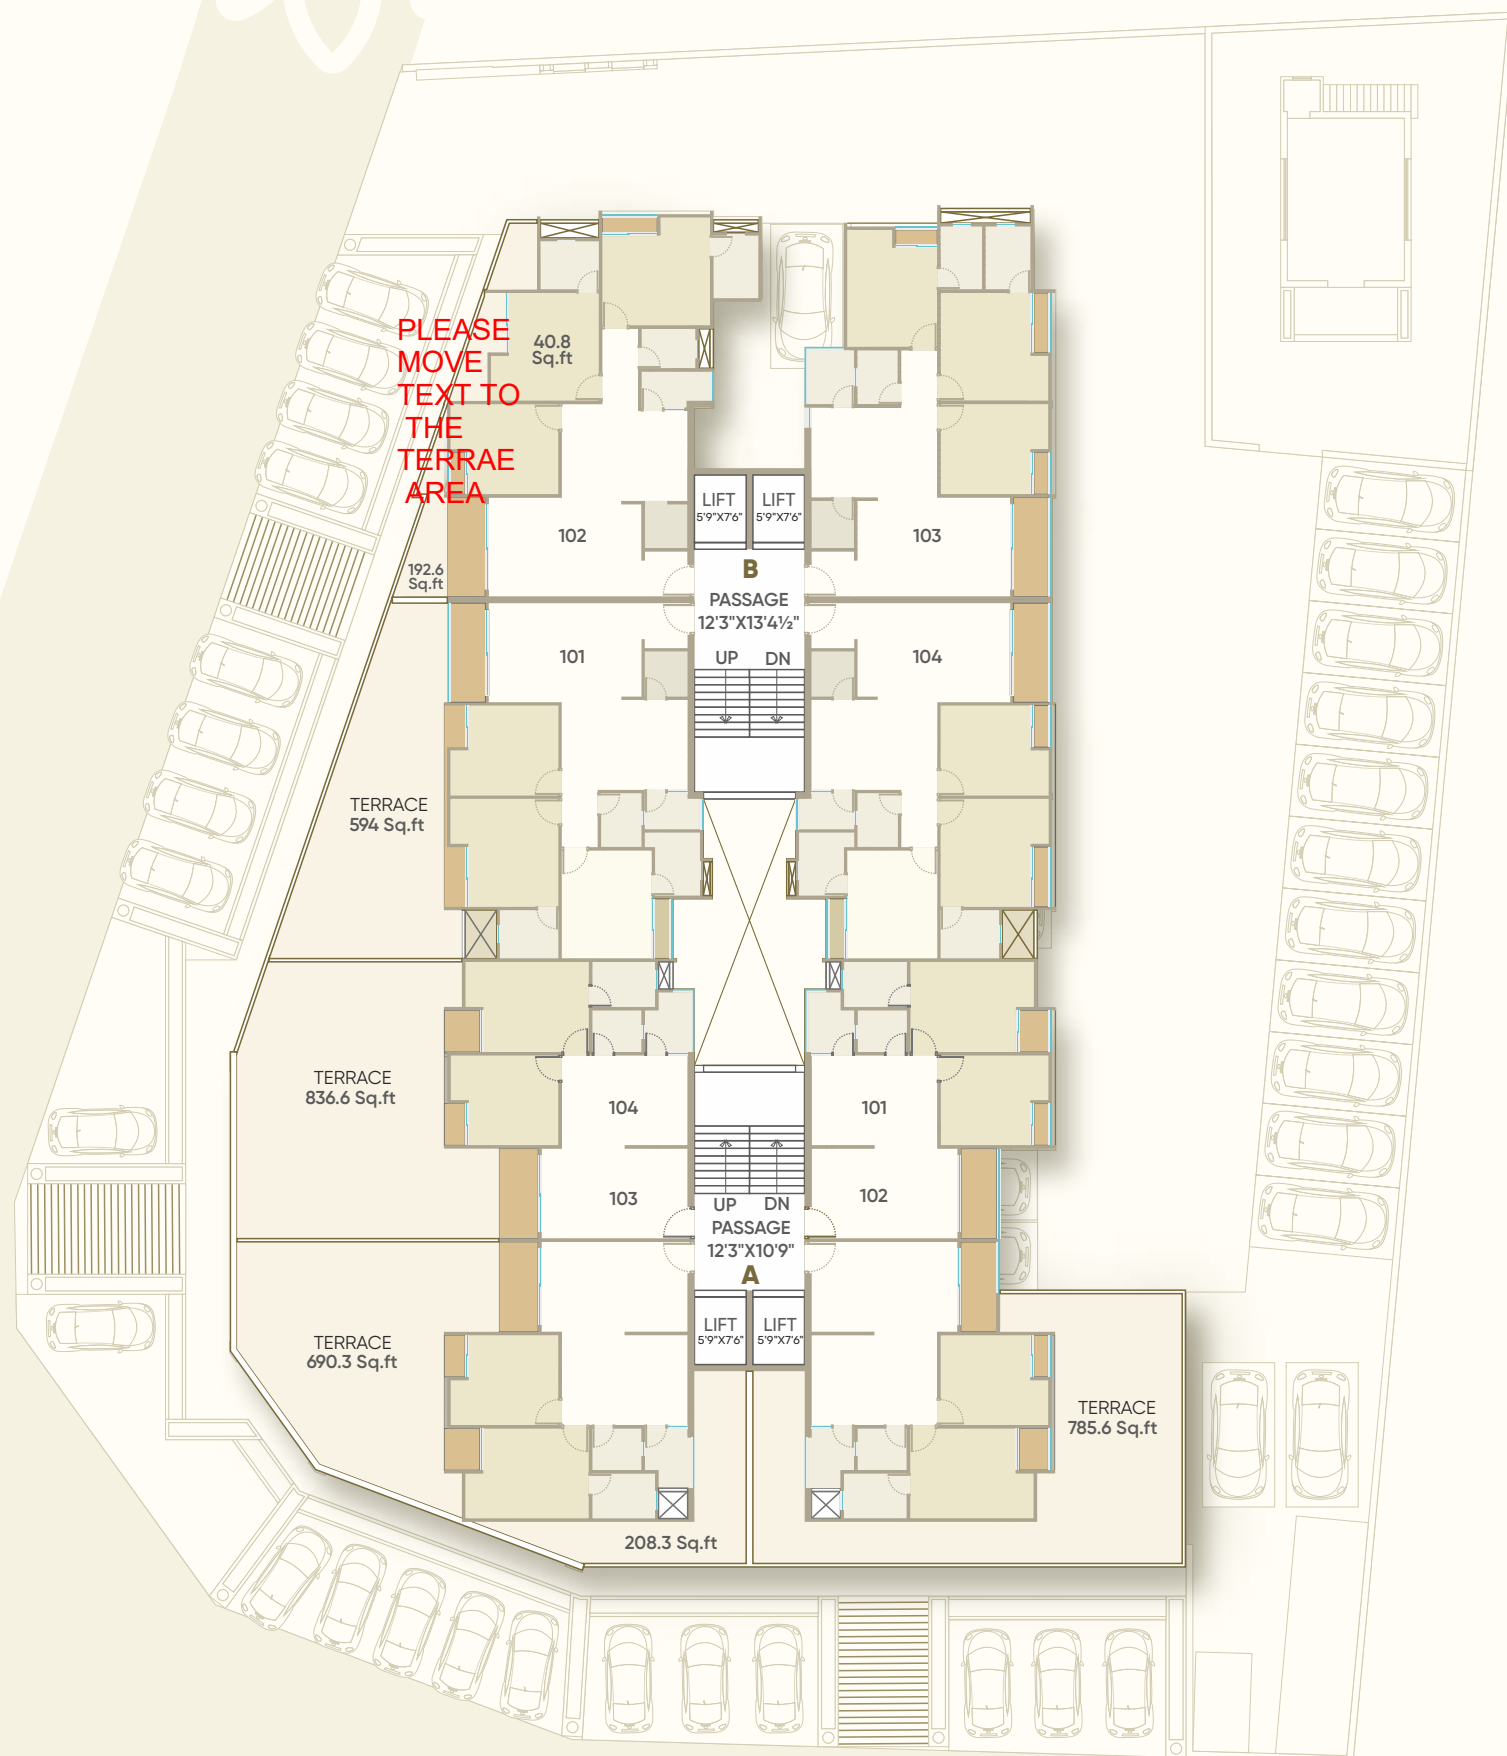 PLEASE
MOVE
TEXT TO
THE
TERRAE
AREA
40.8
Sq.ft
LIFT
5'9"X7'6"
LIFT
5'9"X7'6"
102
103
B
192.6
Sq.ft
PASSAGE
12'3"X13'4½"
101
UP
DN
104
TERRACE
594 Sq.ft
TERRACE
836.6 Sq.ft
104
101
103
102
UP
DN
PASSAGE
12'3"X10'9"
A
LIFT
5'9"X7'6"
LIFT
5'9"X7'6"
TERRACE
690.3 Sq.ft
TERRACE
785.6 Sq.ft
208.3 Sq.ft